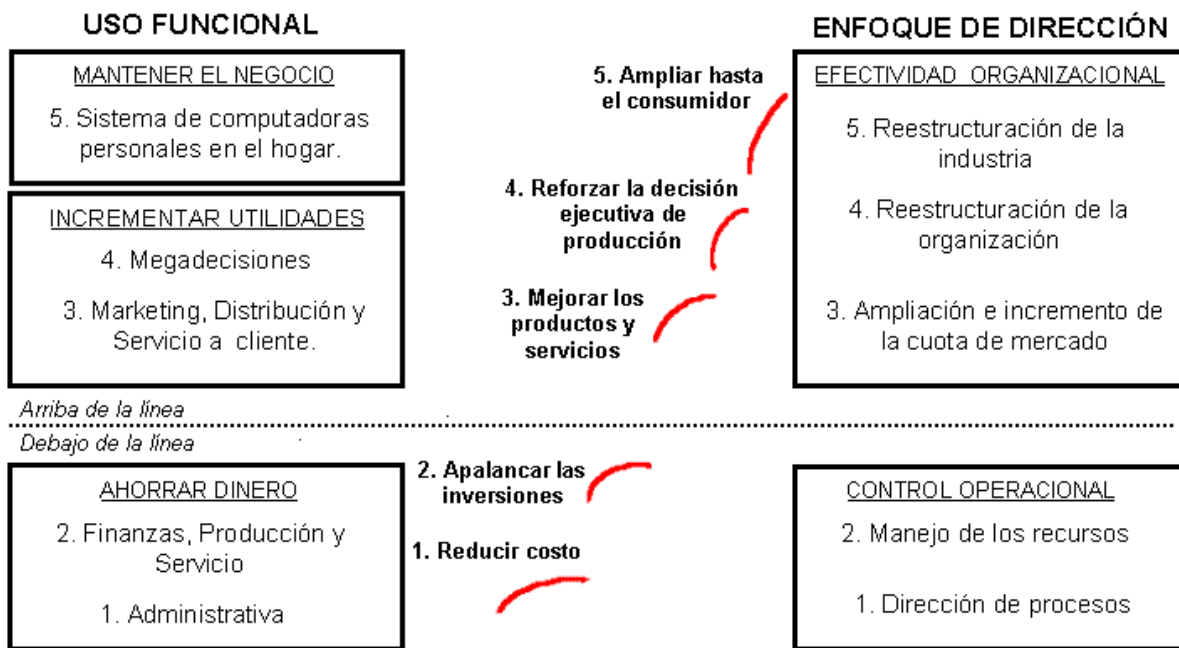 USO FUNCIONAL
MANTENER EL NEGOCIO
5. Sistema de computadoras
personales en el hogar.
INCREMENTAR UTILIDADES
4. Megadecisiones
3. Marketing, Distribución y
Servicio a  cliente.
5. Ampliar hasta
el consumidor
4. Reforzar la decisión
ejecutiva de
producción
3. Mejorar los
productos y
servicios
ENFOQUE DE DIRECCIÓN
EFECTIVIDAD  ORGANIZACIONAL
5. Reestructuración de la
industria
4. Reestructuración de la
organización
3. Ampliación e incremento de
la cuota de mercado
Arriba de la línea
Debajo de la línea
AHORRAR DINERO
2. Finanzas, Producción y
Servicio
1. Administrativa
2. Apalancar las
inversiones
1. Reducir costo
CONTROL OPERACIONAL
2. Manejo de los recursos
1. Dirección de procesos